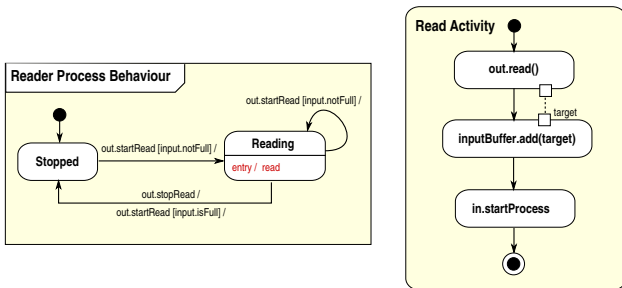 Reader Process Behaviour
out.startRead [input.notFull] /
Stopped
out.startRead [input.notFull] /
Reading
entry / read
out.stopRead /
out.startRead [input.isFull] /
Read Activity
out.read()
target
inputBuffer.add(target)
in.startProcess